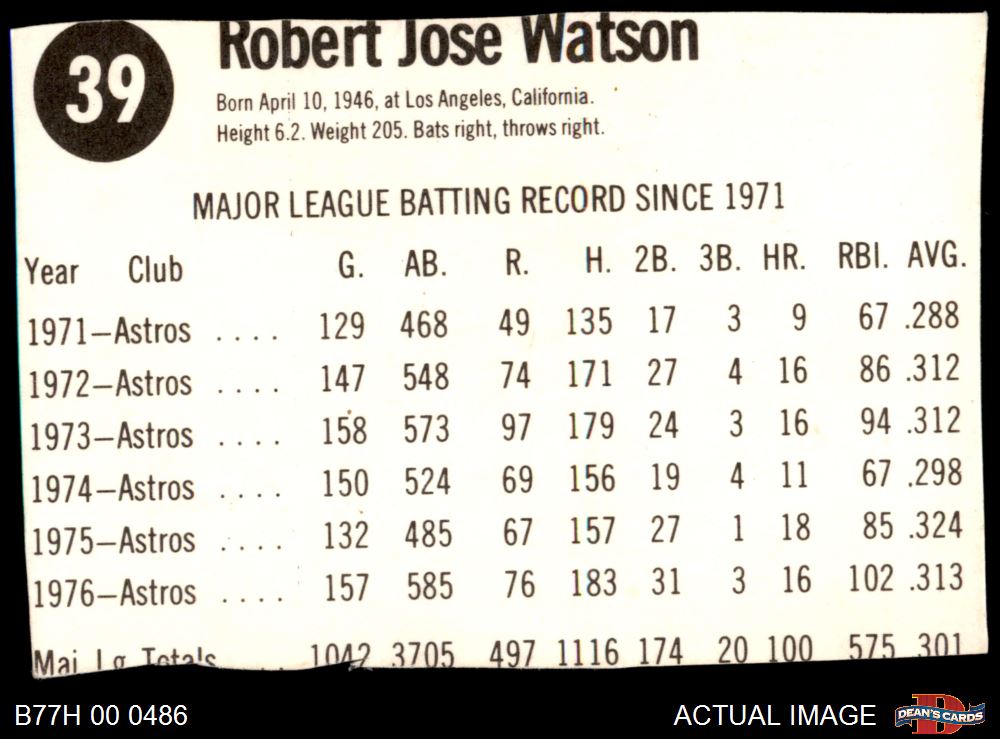 39
Robert Jose Watson
Born April 10, 1946, at Los Angeles, California.
Height 6.2. Weight 205. Bats right, throws right.
MAJOR LEAGUE BATTING RECORD SINCE 1971
Year Club G. AB. R. H. 2B. 3B. HR. RBI. AVG.
1971—Astros .... 129 468 49 135 17 3 9 67 .288
1972—Astros .... 147 548 74 171 27 4 16 86 .312
1973—Astros .... 158 573 97 179 24 3 16 94 .312
1974—Astros .... 150 524 69 156 19 4 11 67 .298
1975—Astros .... 132 485 67 157 27 1 18 85 .324
1976—Astros .... 157 585 76 183 31 3 16 102 .313
Maj. Lg. Totals .... 1042 3705 497 1116 174 20 100 575 .301
B77H 00 0486
ACTUAL IMAGE
D
DEAN'S CARDS